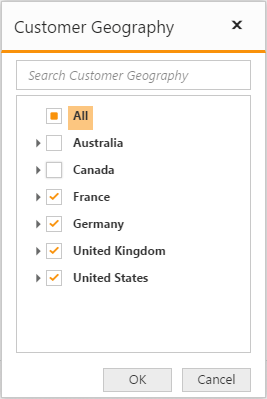 Customer Geography
Search Customer Geography
All
Australia
Canada
France
Germany
United Kingdom
United States
OK
Cancel